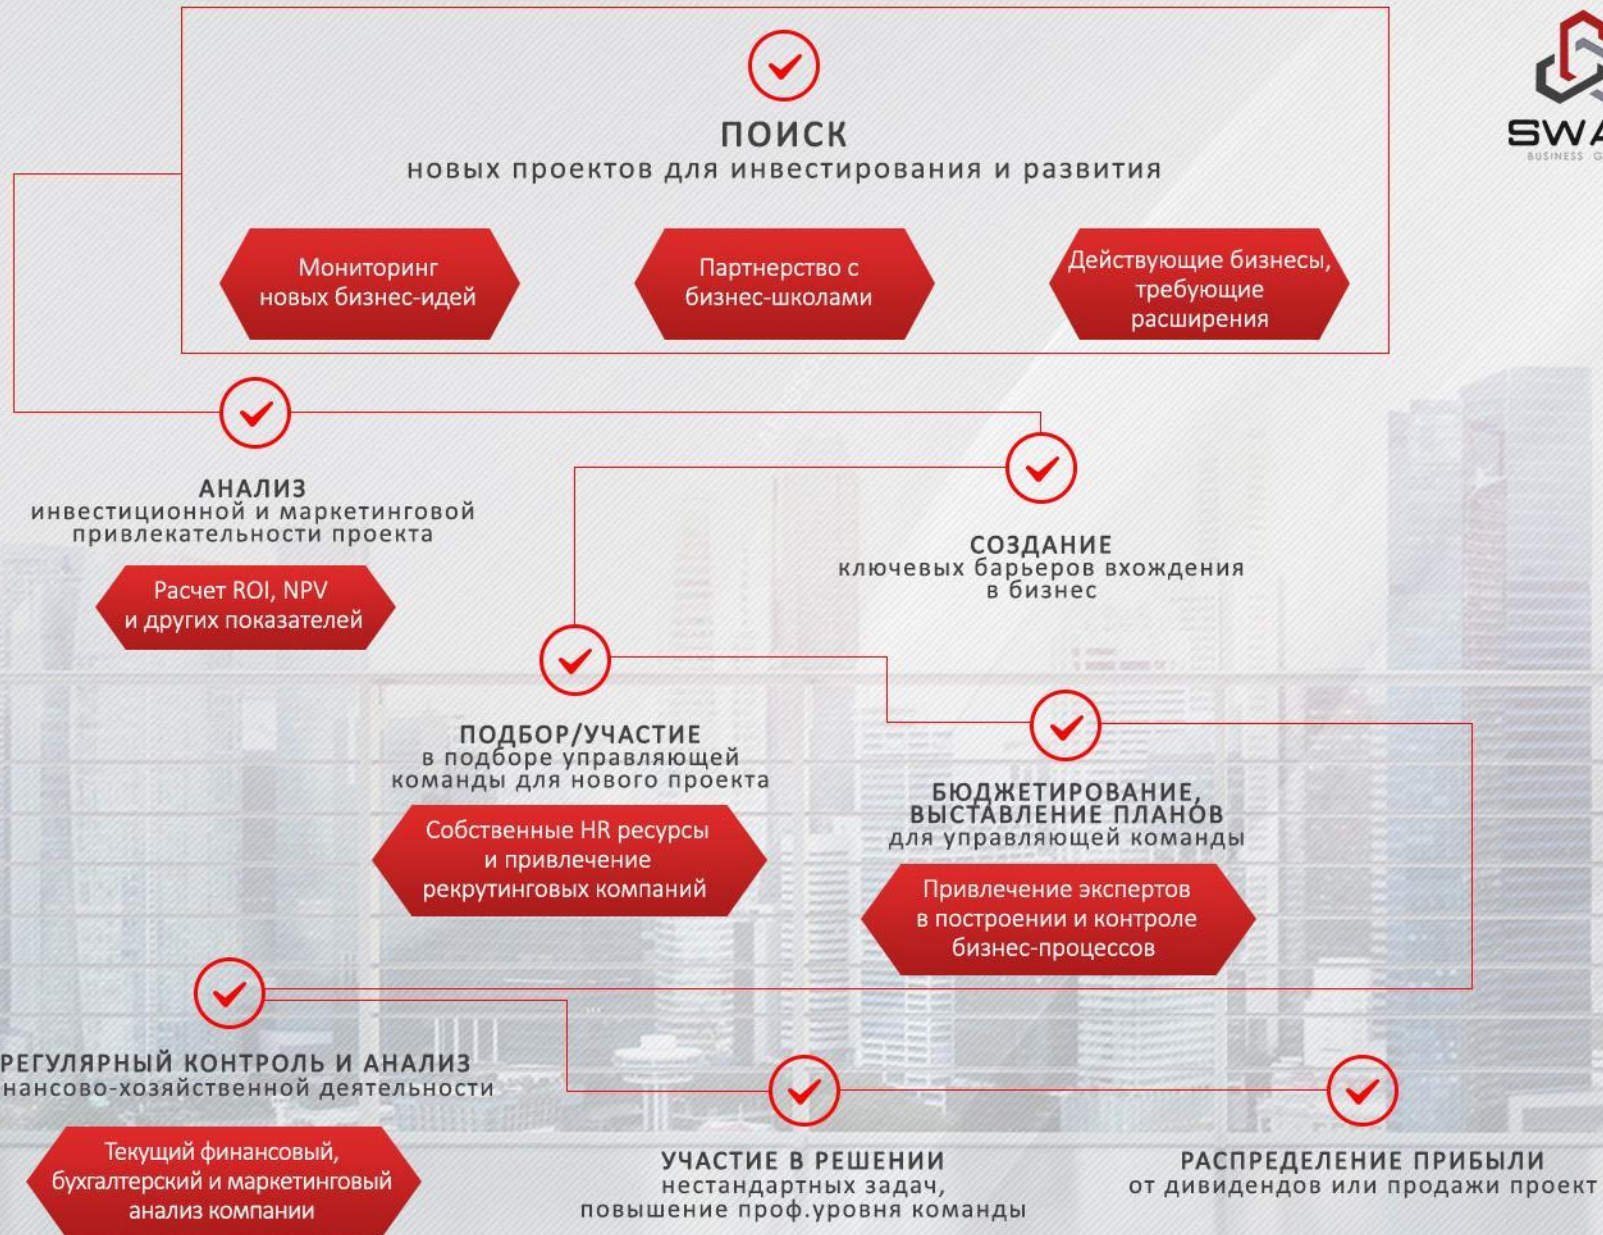 ПОИСК
новых проектов для инвестирования и развития
SWA
BUSINESS G
Мониторинг
новых бизнес-идей
Партнерство с
бизнес-школами
Действующие бизнесы,
требующие
расширения
АНАЛИЗ
инвестиционной и маркетинговой
привлекательности проекта
Расчет ROI, NPV
и других показателей
СОЗДАНИЕ
ключевых барьеров вхождения
в бизнес
ПОДБОР/УЧАСТИЕ
в подборе управляющей
команды для нового проекта
Собственные HR ресурсы
и привлечение
рекрутинговых компаний
БЮДЖЕТИРОВАНИЕ,
ВЫСТАВЛЕНИЕ ПЛАНОВ
для управляющей команды
Привлечение экспертов
в построении и контроле
бизнес-процессов
РЕГУЛЯРНЫЙ КОНТРОЛЬ И АНАЛИЗ
нансово-хозяйственной деятельности
Текущий финансовый,
бухгалтерский и маркетинговый
анализ компании
УЧАСТИЕ В РЕШЕНИИ
нестандартных задач,
повышение проф.уровня команды
РАСПРЕДЕЛЕНИЕ ПРИБЫЛИ
от дивидендов или продажи проект